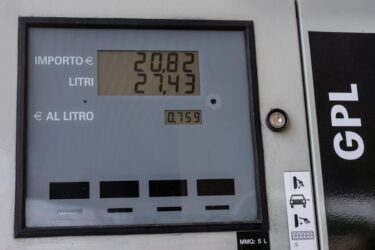 IMPORTO € 20.82
LITRI 27.43
€ AL LITRO 0.759
GPL
MMQ: 5 L